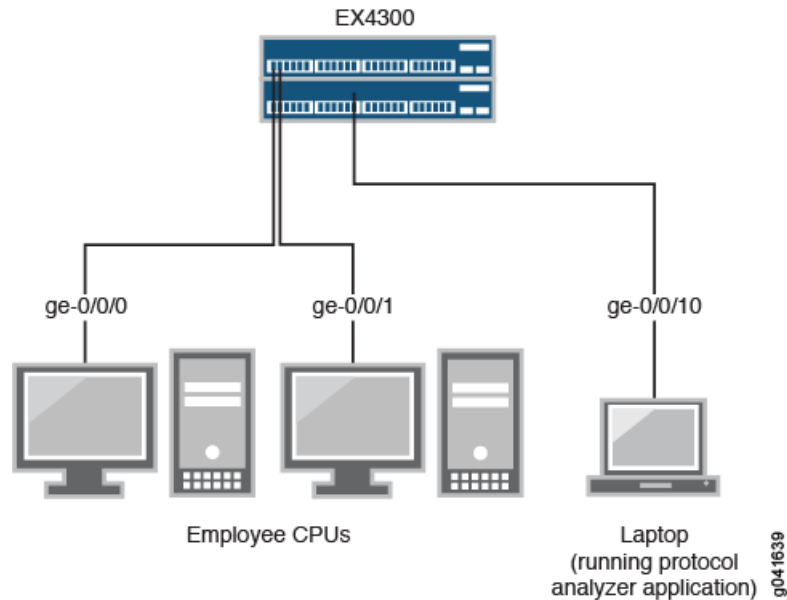 EX4300
ge-0/0/0
ge-0/0/1
ge-0/0/10
Employee CPUs
Laptop
(running protocol
analyzer application)
g041639